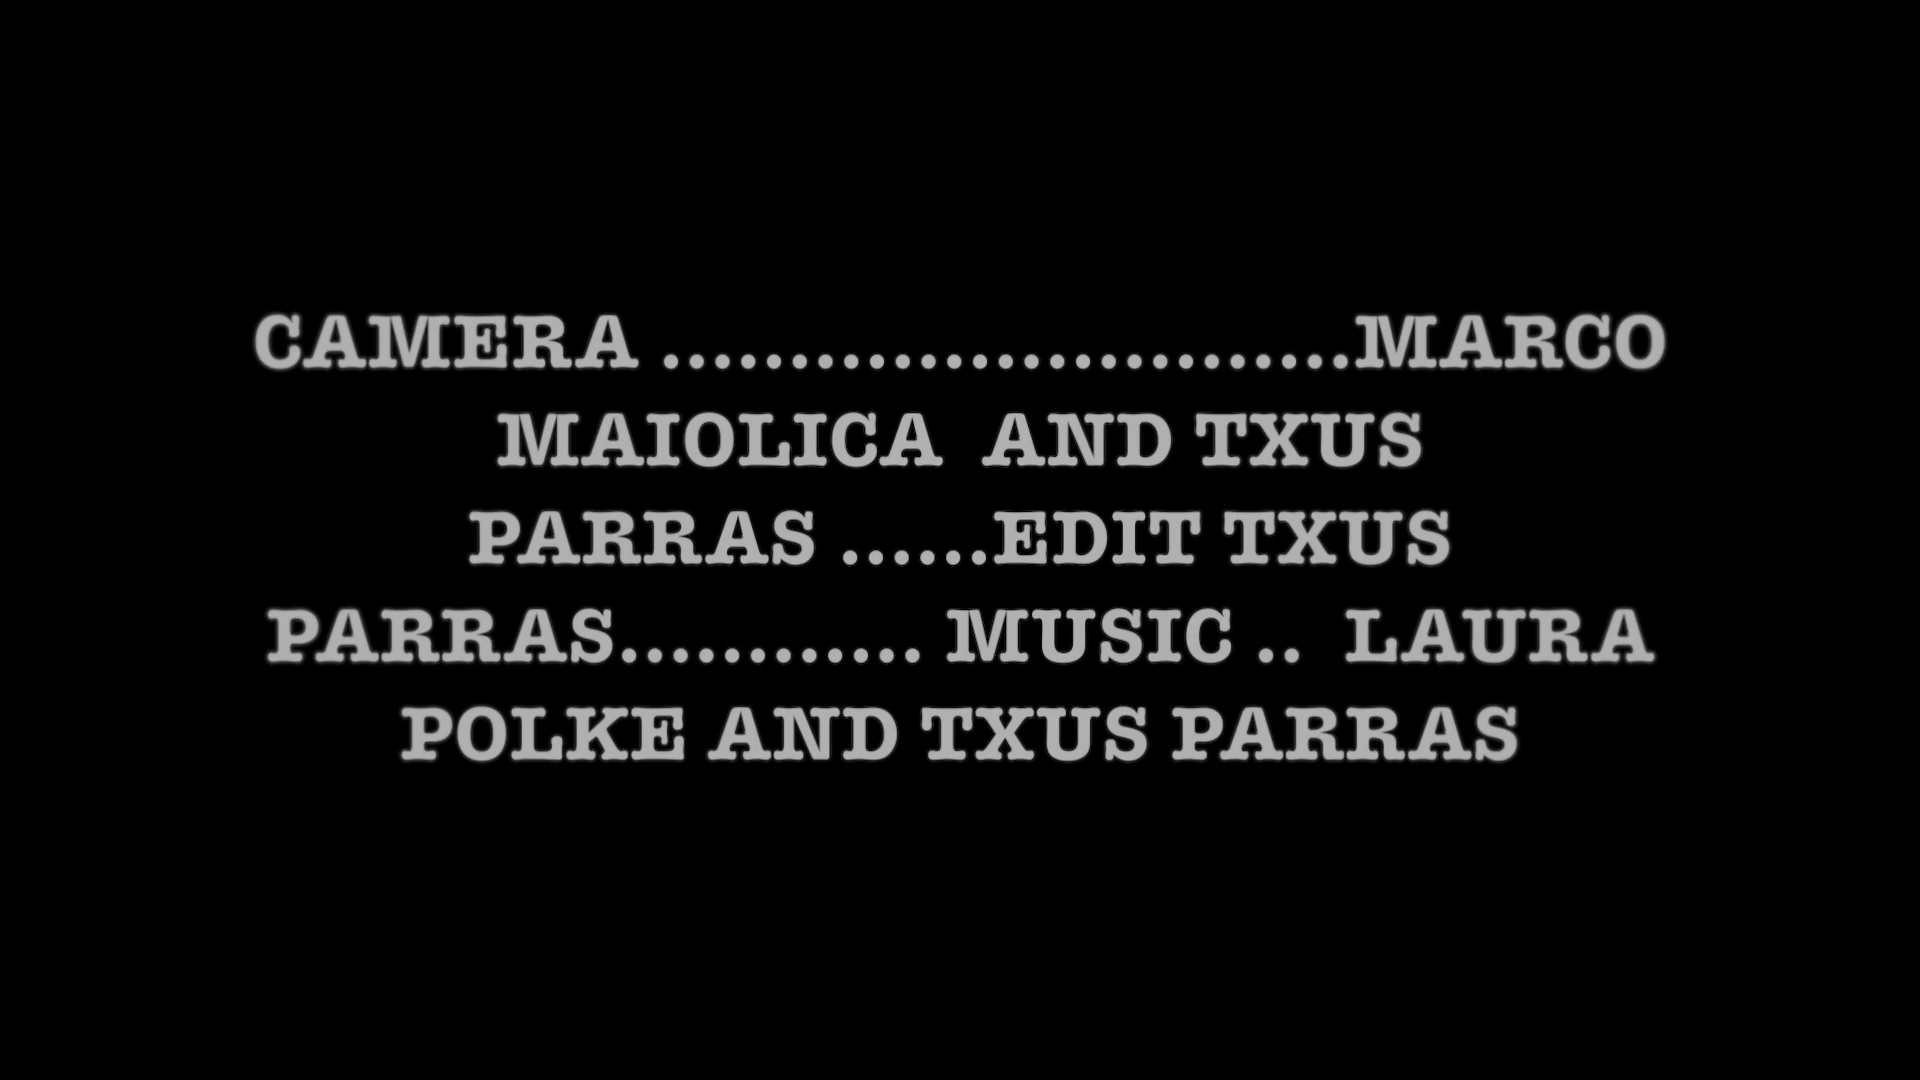 CAMERA ...........................MARCO
MAIOLICA  AND TXUS
PARRAS ......EDIT TXUS
PARRAS............ MUSIC ..  LAURA
POLKE AND TXUS PARRAS